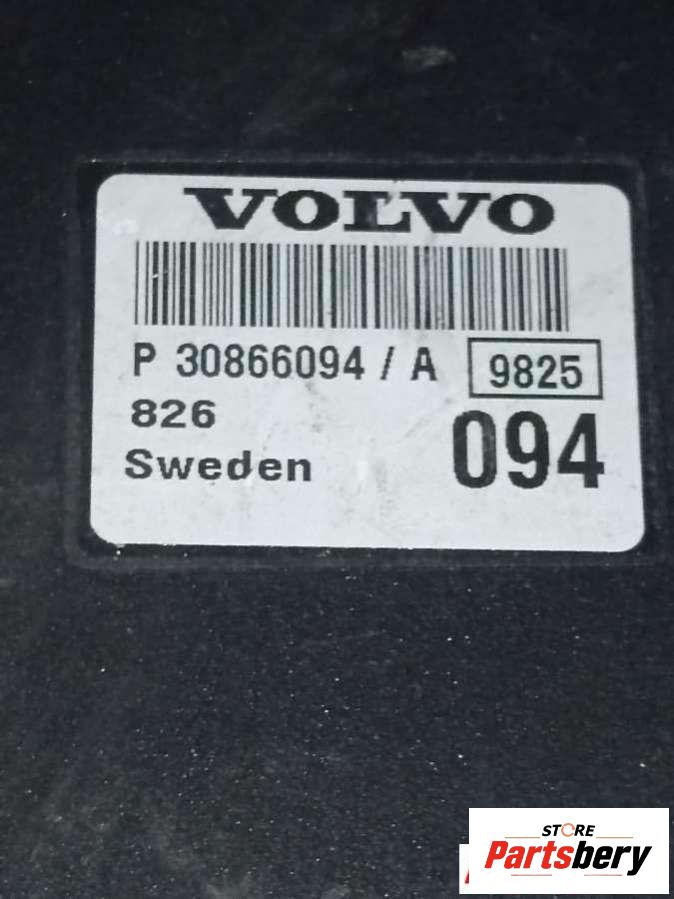 VOLVO
P 30866094 / A 9825
826
Sweden 094
STORE
Partsbery